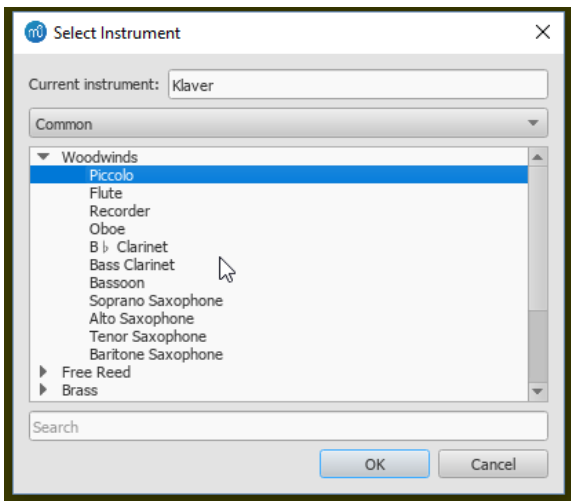 Select Instrument
Current instrument: Klaver
Common
Woodwinds
Piccolo
Flute
Recorder
Oboe
B♭ Clarinet
Bass Clarinet
Bassoon
Soprano Saxophone
Alto Saxophone
Tenor Saxophone
Baritone Saxophone
Free Reed
Brass
Search
OK Cancel